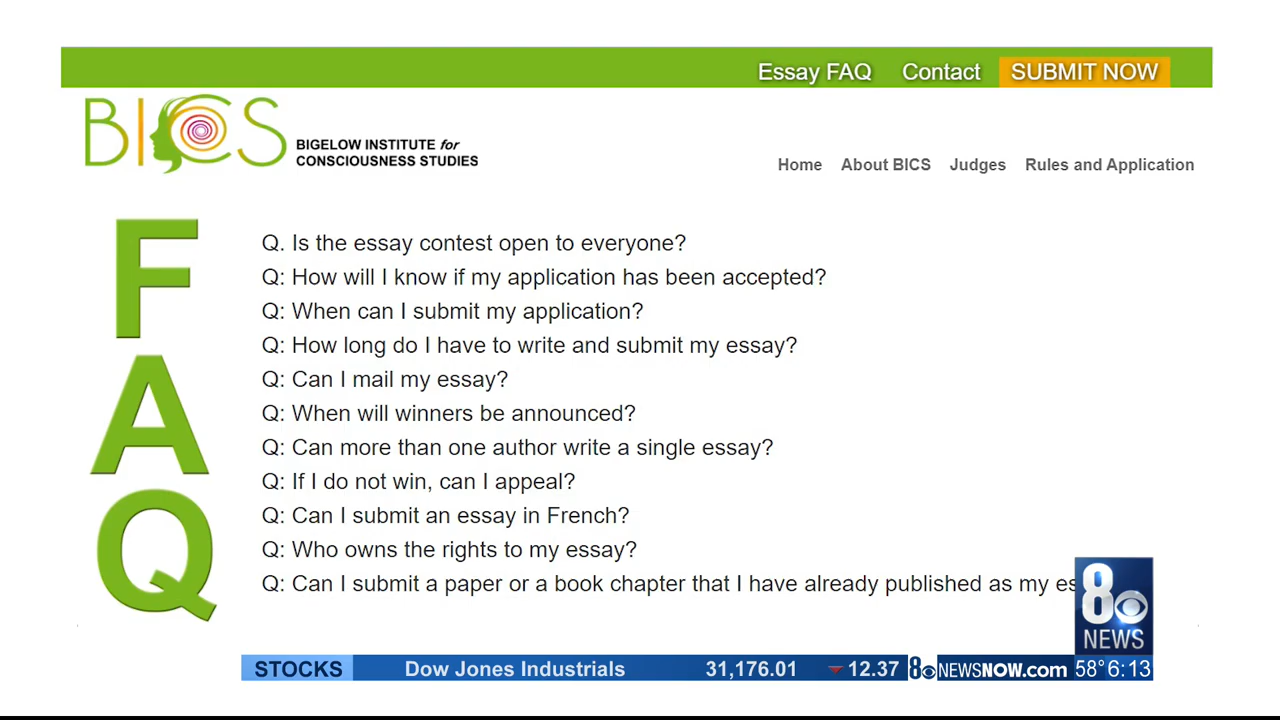 Essay FAQ Contact SUBMIT NOW
BICS
BIGELOW INSTITUTE for
CONSCIOUSNESS STUDIES
Home About BICS Judges Rules and Application
FAQ
Q. Is the essay contest open to everyone?
Q: How will I know if my application has been accepted?
Q: When can I submit my application?
Q: How long do I have to write and submit my essay?
Q: Can I mail my essay?
Q: When will winners be announced?
Q: Can more than one author write a single essay?
Q: If I do not win, can I appeal?
Q: Can I submit an essay in French?
Q: Who owns the rights to my essay?
Q: Can I submit a paper or a book chapter that I have already published as my es
8
NEWS
STOCKS Dow Jones Industrials 31,176.01 12.37 8 NEWSNOW.com 58° 6:13